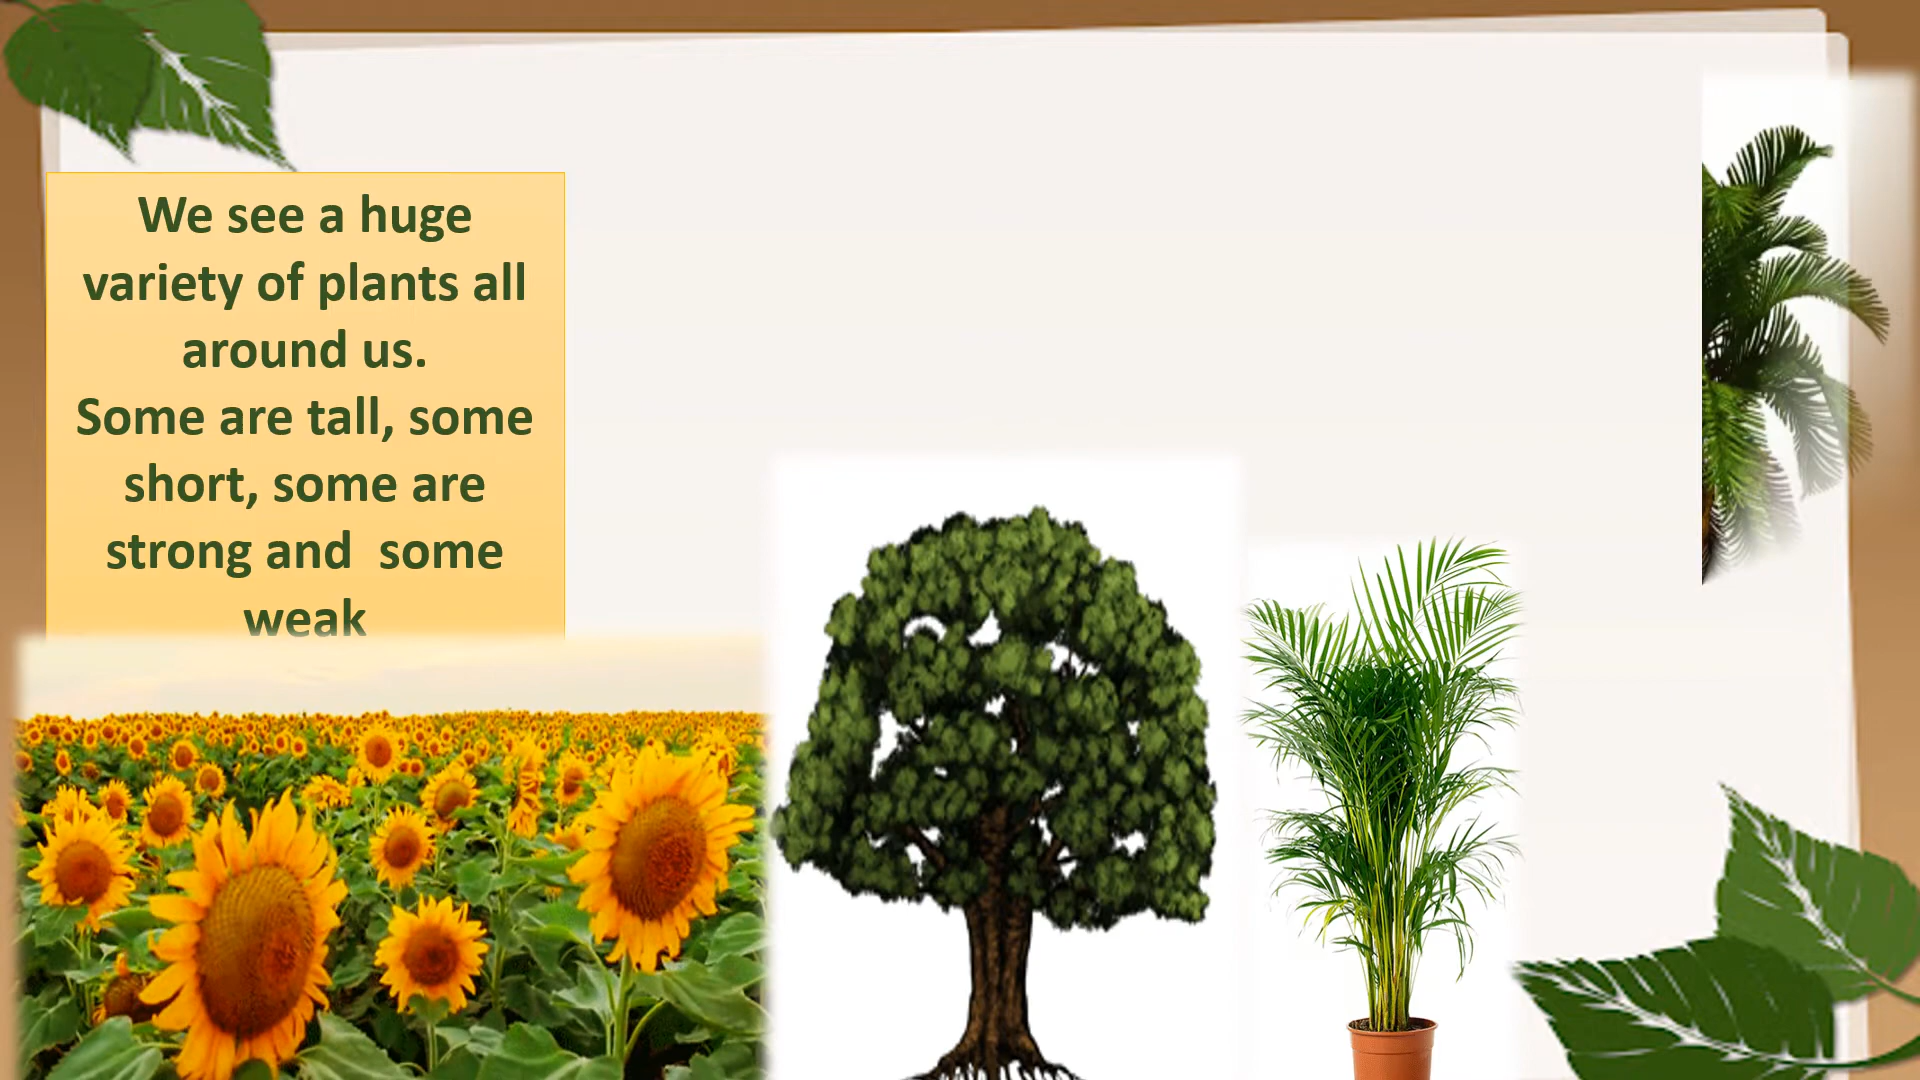 We see a huge
variety of plants all
around us.
Some are tall, some
short, some are
strong and  some
weak